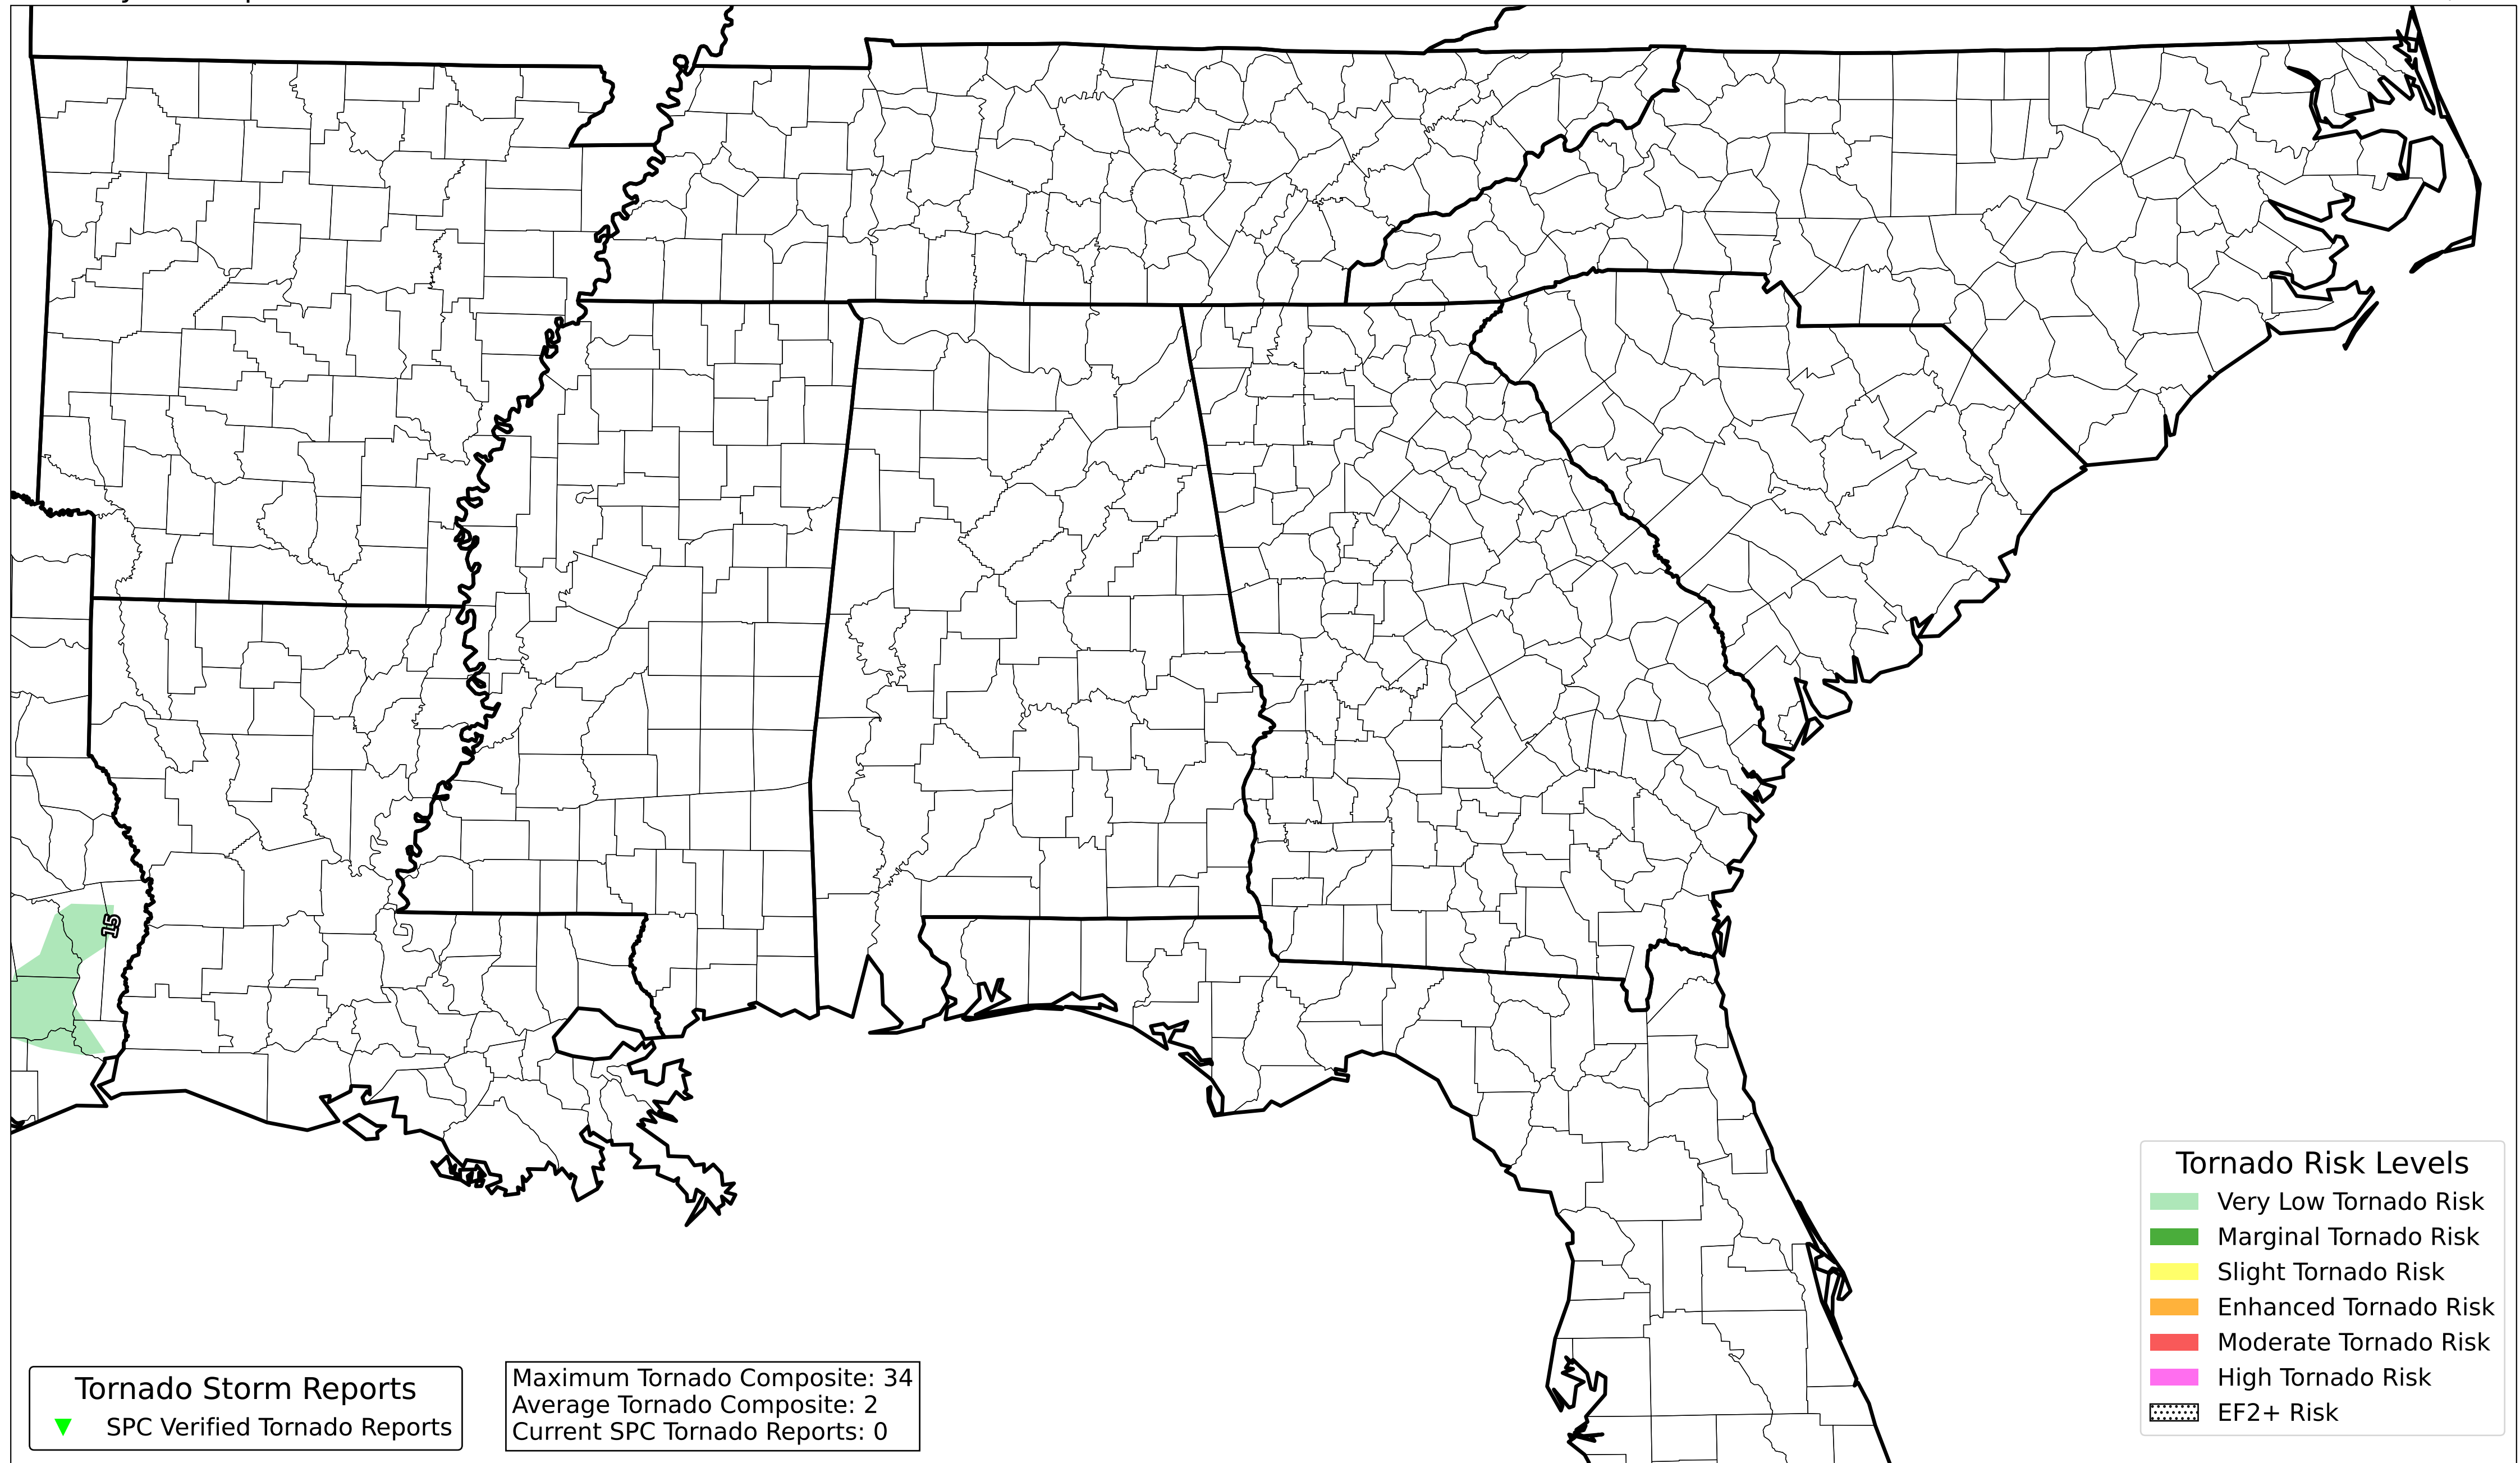 15
Tornado Risk Levels
Very Low Tornado Risk
Marginal Tornado Risk
Slight Tornado Risk
Enhanced Tornado Risk
Moderate Tornado Risk
High Tornado Risk
EF2+ Risk
Tornado Storm Reports
SPC Verified Tornado Reports
Maximum Tornado Composite: 34
Average Tornado Composite: 2
Current SPC Tornado Reports: 0